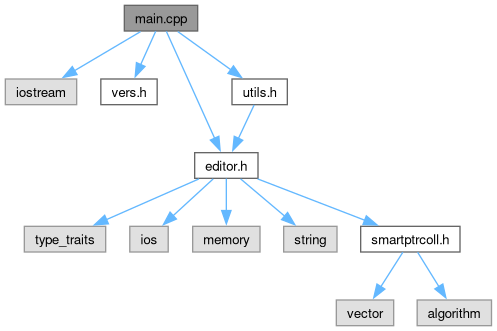 main.cpp
iostream
vers.h
utils.h
editor.h
type_traits
ios
memory
string
smartptrcoll.h
vector
algorithm